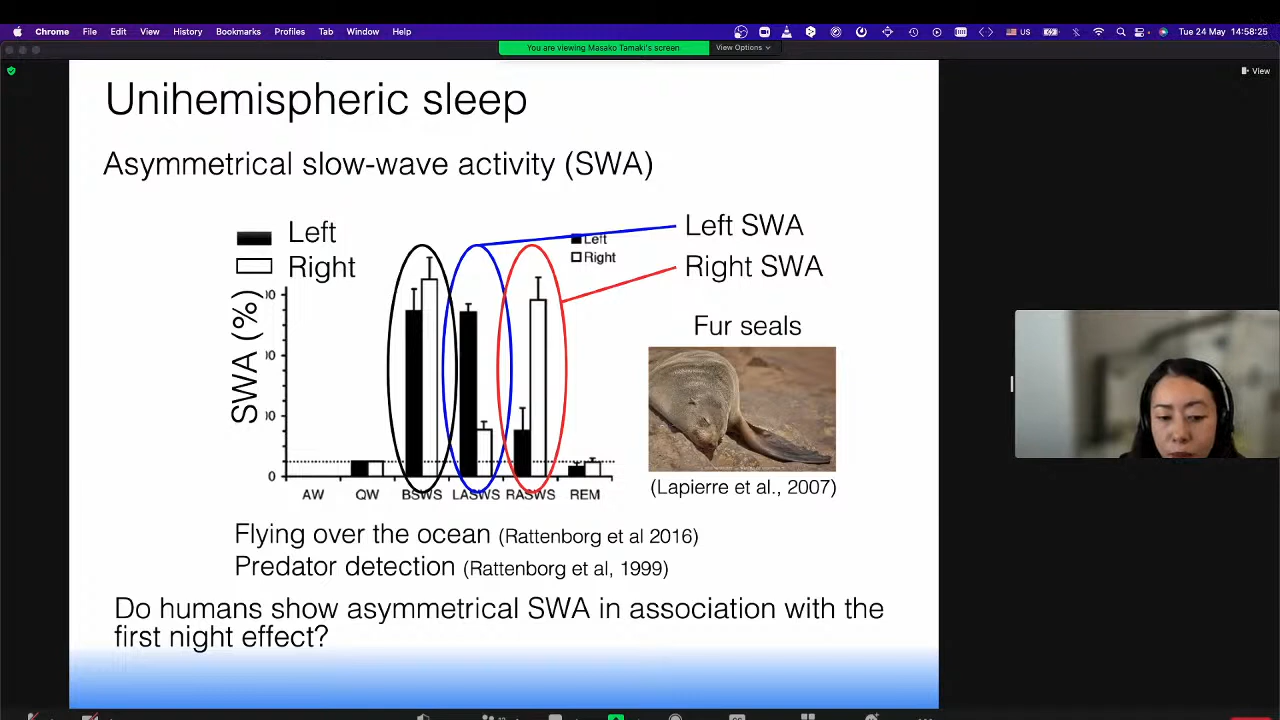 Chrome File Edit View History Bookmarks Profiles Tab Window Help US Tue 24 May 14:58:25
You are viewing Masako Tamaki's screen View Options
View
Unihemispheric sleep
Asymmetrical slow-wave activity (SWA)
Left
Right
Left
Right
Left SWA
Right SWA
SWA (%)
00
00
00
0
AW QW BSWS LASWS RASWS REM
Fur seals
(Lapierre et al., 2007)
Flying over the ocean (Rattenborg et al 2016)
Predator detection (Rattenborg et al, 1999)
Do humans show asymmetrical SWA in association with the
first night effect?